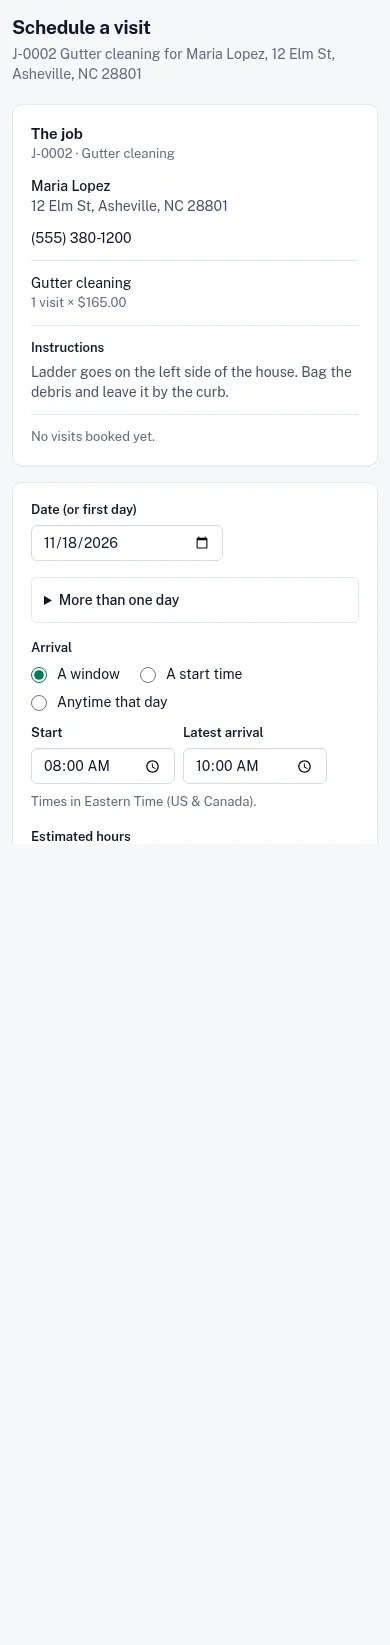 Schedule a visit
J-0002 Gutter cleaning for Maria Lopez, 12 Elm St,
Asheville, NC 28801
The job
J-0002 · Gutter cleaning
Maria Lopez
12 Elm St, Asheville, NC 28801
(555) 380-1200
Gutter cleaning
1 visit × $165.00
Instructions
Ladder goes on the left side of the house. Bag the
debris and leave it by the curb.
No visits booked yet.
Date (or first day)
11/18/2026
More than one day
Arrival
A window A start time
Anytime that day
Start Latest arrival
08:00 AM 10:00 AM
Times in Eastern Time (US & Canada).
Estimated hours